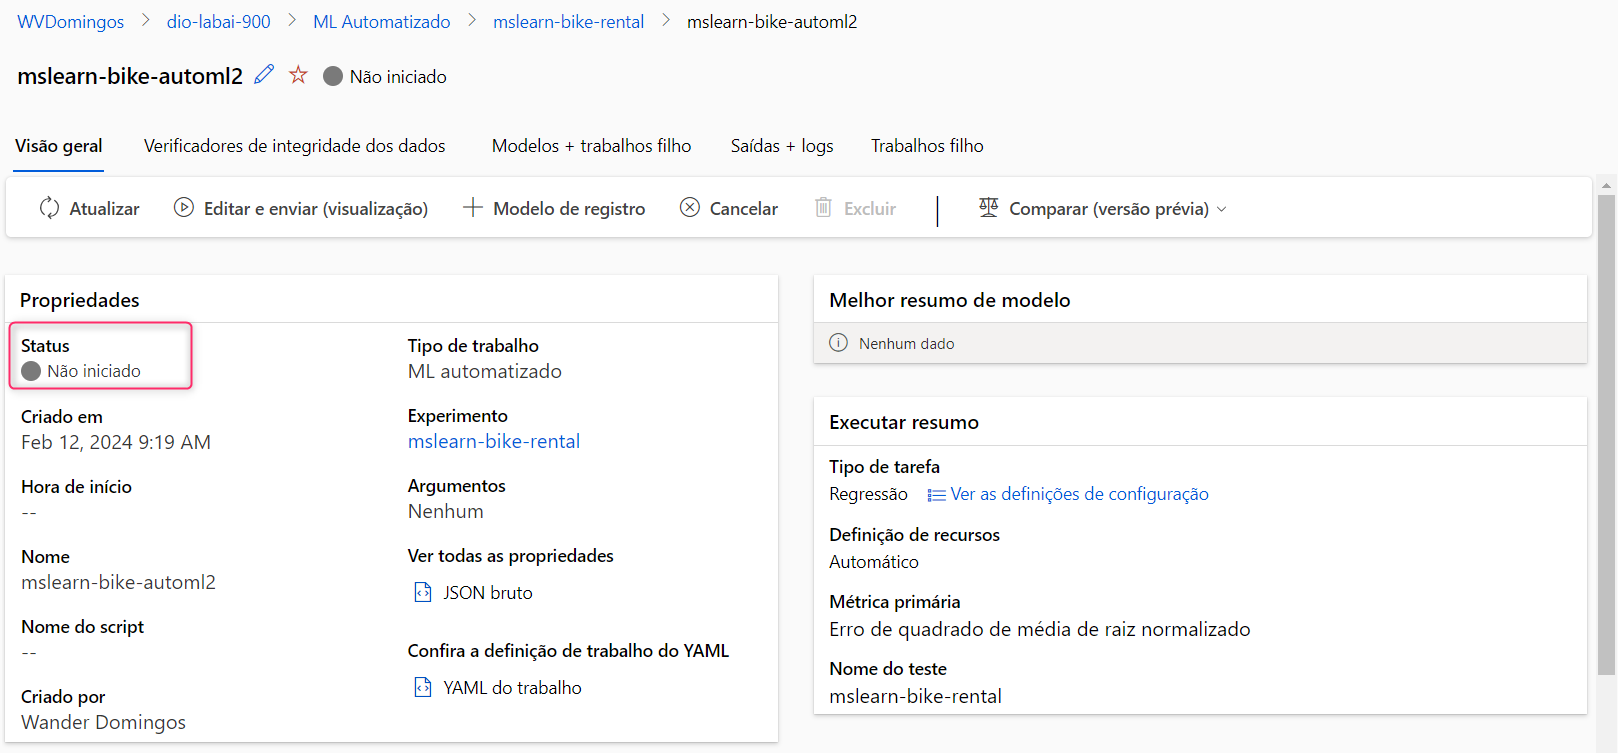 WVDomingos > dio-labai-900 > ML Automatizado > mslearn-bike-rental > mslearn-bike-automl2
mslearn-bike-automl2 Não iniciado
Visão geral Verificadores de integridade dos dados Modelos + trabalhos filho Saídas + logs Trabalhos filho
Atualizar Editar e enviar (visualização) Modelo de registro Cancelar Excluir Comparar (versão prévia)
Propriedades
Status
Não iniciado
Criado em
Feb 12, 2024 9:19 AM
Hora de início
--
Nome
mslearn-bike-automl2
Nome do script
--
Criado por
Wander Domingos
Tipo de trabalho
ML automatizado
Experimento
mslearn-bike-rental
Argumentos
Nenhum
Ver todas as propriedades
JSON bruto
Confira a definição de trabalho do YAML
YAML do trabalho
Melhor resumo de modelo
Nenhum dado
Executar resumo
Tipo de tarefa
Regressão Ver as definições de configuração
Definição de recursos
Automático
Métrica primária
Erro de quadrado de média de raiz normalizado
Nome do teste
mslearn-bike-rental